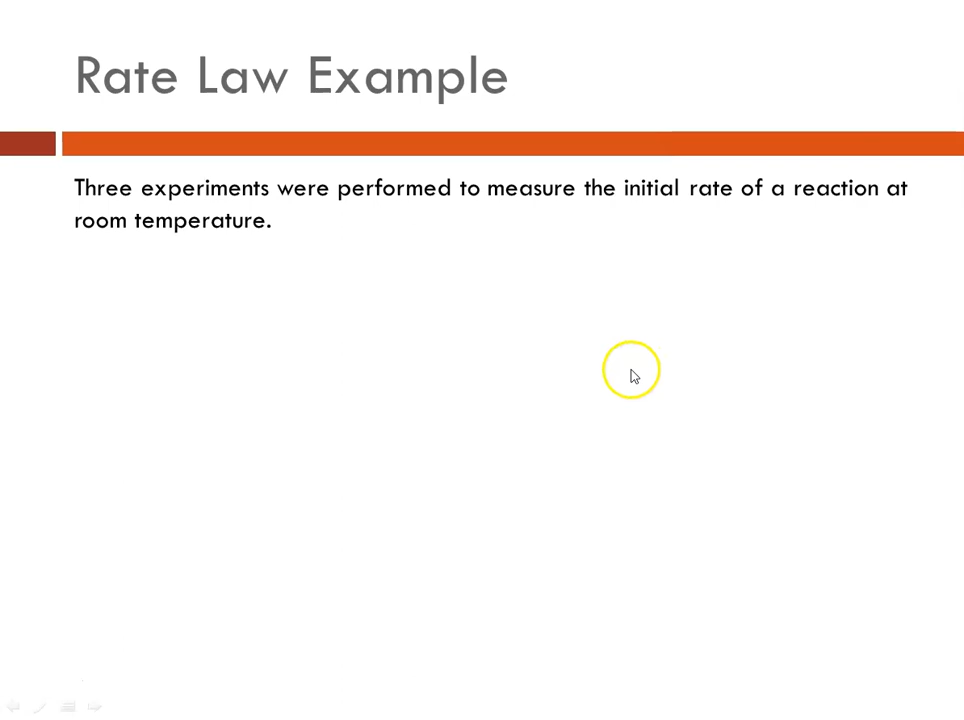 Rate Law Example
Three experiments were performed to measure the initial rate of a reaction at
room temperature.